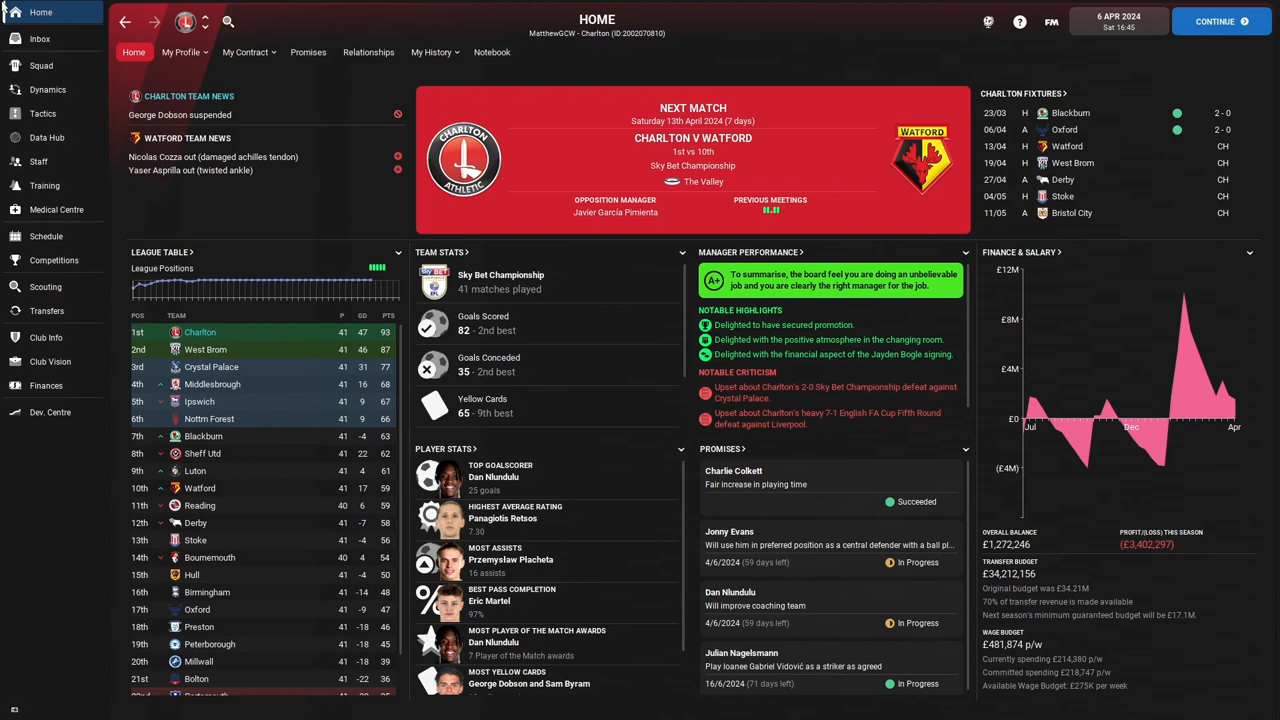 Home
HOME
MatthewGCW - Charlton (ID:2002070810)
FM
6 APR 2024
Sat 16:45
CONTINUE
Inbox
Squad
Dynamics
Tactics
Data Hub
Staff
Training
Medical Centre
Schedule
Competitions
Scouting
Transfers
Club Info
Club Vision
Finances
Dev. Centre
Home
My Profile
My Contract
Promises
Relationships
My History
Notebook
CHARLTON TEAM NEWS
George Dobson suspended
WATFORD TEAM NEWS
Nicolas Cozza out (damaged achilles tendon)
Yaser Asprilla out (twisted ankle)
NEXT MATCH
Saturday 13th April 2024 (7 days)
CHARLTON V WATFORD
1st vs 10th
Sky Bet Championship
The Valley
OPPOSITION MANAGER
Javier García Pimienta
PREVIOUS MEETINGS
CHARLTON ATHLETIC
WATFORD
CHARLTON FIXTURES
23/03 H Blackburn 2 - 0
06/04 A Oxford 2 - 0
13/04 H Watford CH
19/04 H West Brom CH
27/04 A Derby CH
04/05 H Stoke CH
11/05 A Bristol City CH
LEAGUE TABLE
League Positions
POS TEAM P GD PTS
1st Charlton 41 47 93
2nd West Brom 41 46 87
3rd Crystal Palace 41 31 77
4th Middlesbrough 41 16 68
5th Ipswich 41 9 67
6th Nottm Forest 41 9 66
7th Blackburn 41 -4 63
8th Sheff Utd 41 22 62
9th Luton 41 4 61
10th Watford 41 17 59
11th Reading 40 6 59
12th Derby 41 -7 58
13th Stoke 41 -4 56
14th Bournemouth 40 4 54
15th Hull 41 -4 50
16th Birmingham 41 -14 48
17th Oxford 41 -9 47
18th Preston 41 -18 46
19th Peterborough 41 -18 45
20th Millwall 41 -18 39
21st Bolton 41 -22 36
TEAM STATS
Sky Bet Championship
41 matches played
Goals Scored
82 - 2nd best
Goals Conceded
35 - 2nd best
Yellow Cards
65 - 9th best
PLAYER STATS
TOP GOALSCORER
Dan Nlundulu
25 goals
HIGHEST AVERAGE RATING
Panagiotis Retsos
7.30
MOST ASSISTS
Przemysław Płacheta
16 assists
BEST PASS COMPLETION
Eric Martel
97%
MOST PLAYER OF THE MATCH AWARDS
Dan Nlundulu
7 Player of the Match awards
MOST YELLOW CARDS
George Dobson and Sam Byram
MANAGER PERFORMANCE
A+
To summarise, the board feel you are doing an unbelievable
job and you are clearly the right manager for the job.
NOTABLE HIGHLIGHTS
Delighted to have secured promotion.
Delighted with the positive atmosphere in the changing room.
Delighted with the financial aspect of the Jayden Bogle signing.
NOTABLE CRITICISM
Upset about Charlton's 2-0 Sky Bet Championship defeat against
Crystal Palace.
Upset about Charlton's heavy 7-1 English FA Cup Fifth Round
defeat against Liverpool.
PROMISES
Charlie Colkett
Fair increase in playing time
Succeeded
Jonny Evans
Will use him in preferred position as a central defender with a ball pl...
4/6/2024 (59 days left) In Progress
Dan Nlundulu
Will improve coaching team
4/6/2024 (59 days left) In Progress
Julian Nagelsmann
Play loanee Gabriel Vidović as a striker as agreed
16/6/2024 (71 days left) In Progress
FINANCE & SALARY
£12M
£8M
£4M
£0
(£4M)
Jul Dec Apr
OVERALL BALANCE
£1,272,246
PROFIT/(LOSS) THIS SEASON
(£3,402,297)
TRANSFER BUDGET
£34,212,156
Original budget was £34.21M
70% of transfer revenue is made available
Next season's minimum guaranteed budget will be £17.1M.
WAGE BUDGET
£481,874 p/w
Currently spending £214,380 p/w
Committed spending £218,747 p/w
Available Wage Budget: £275K per week